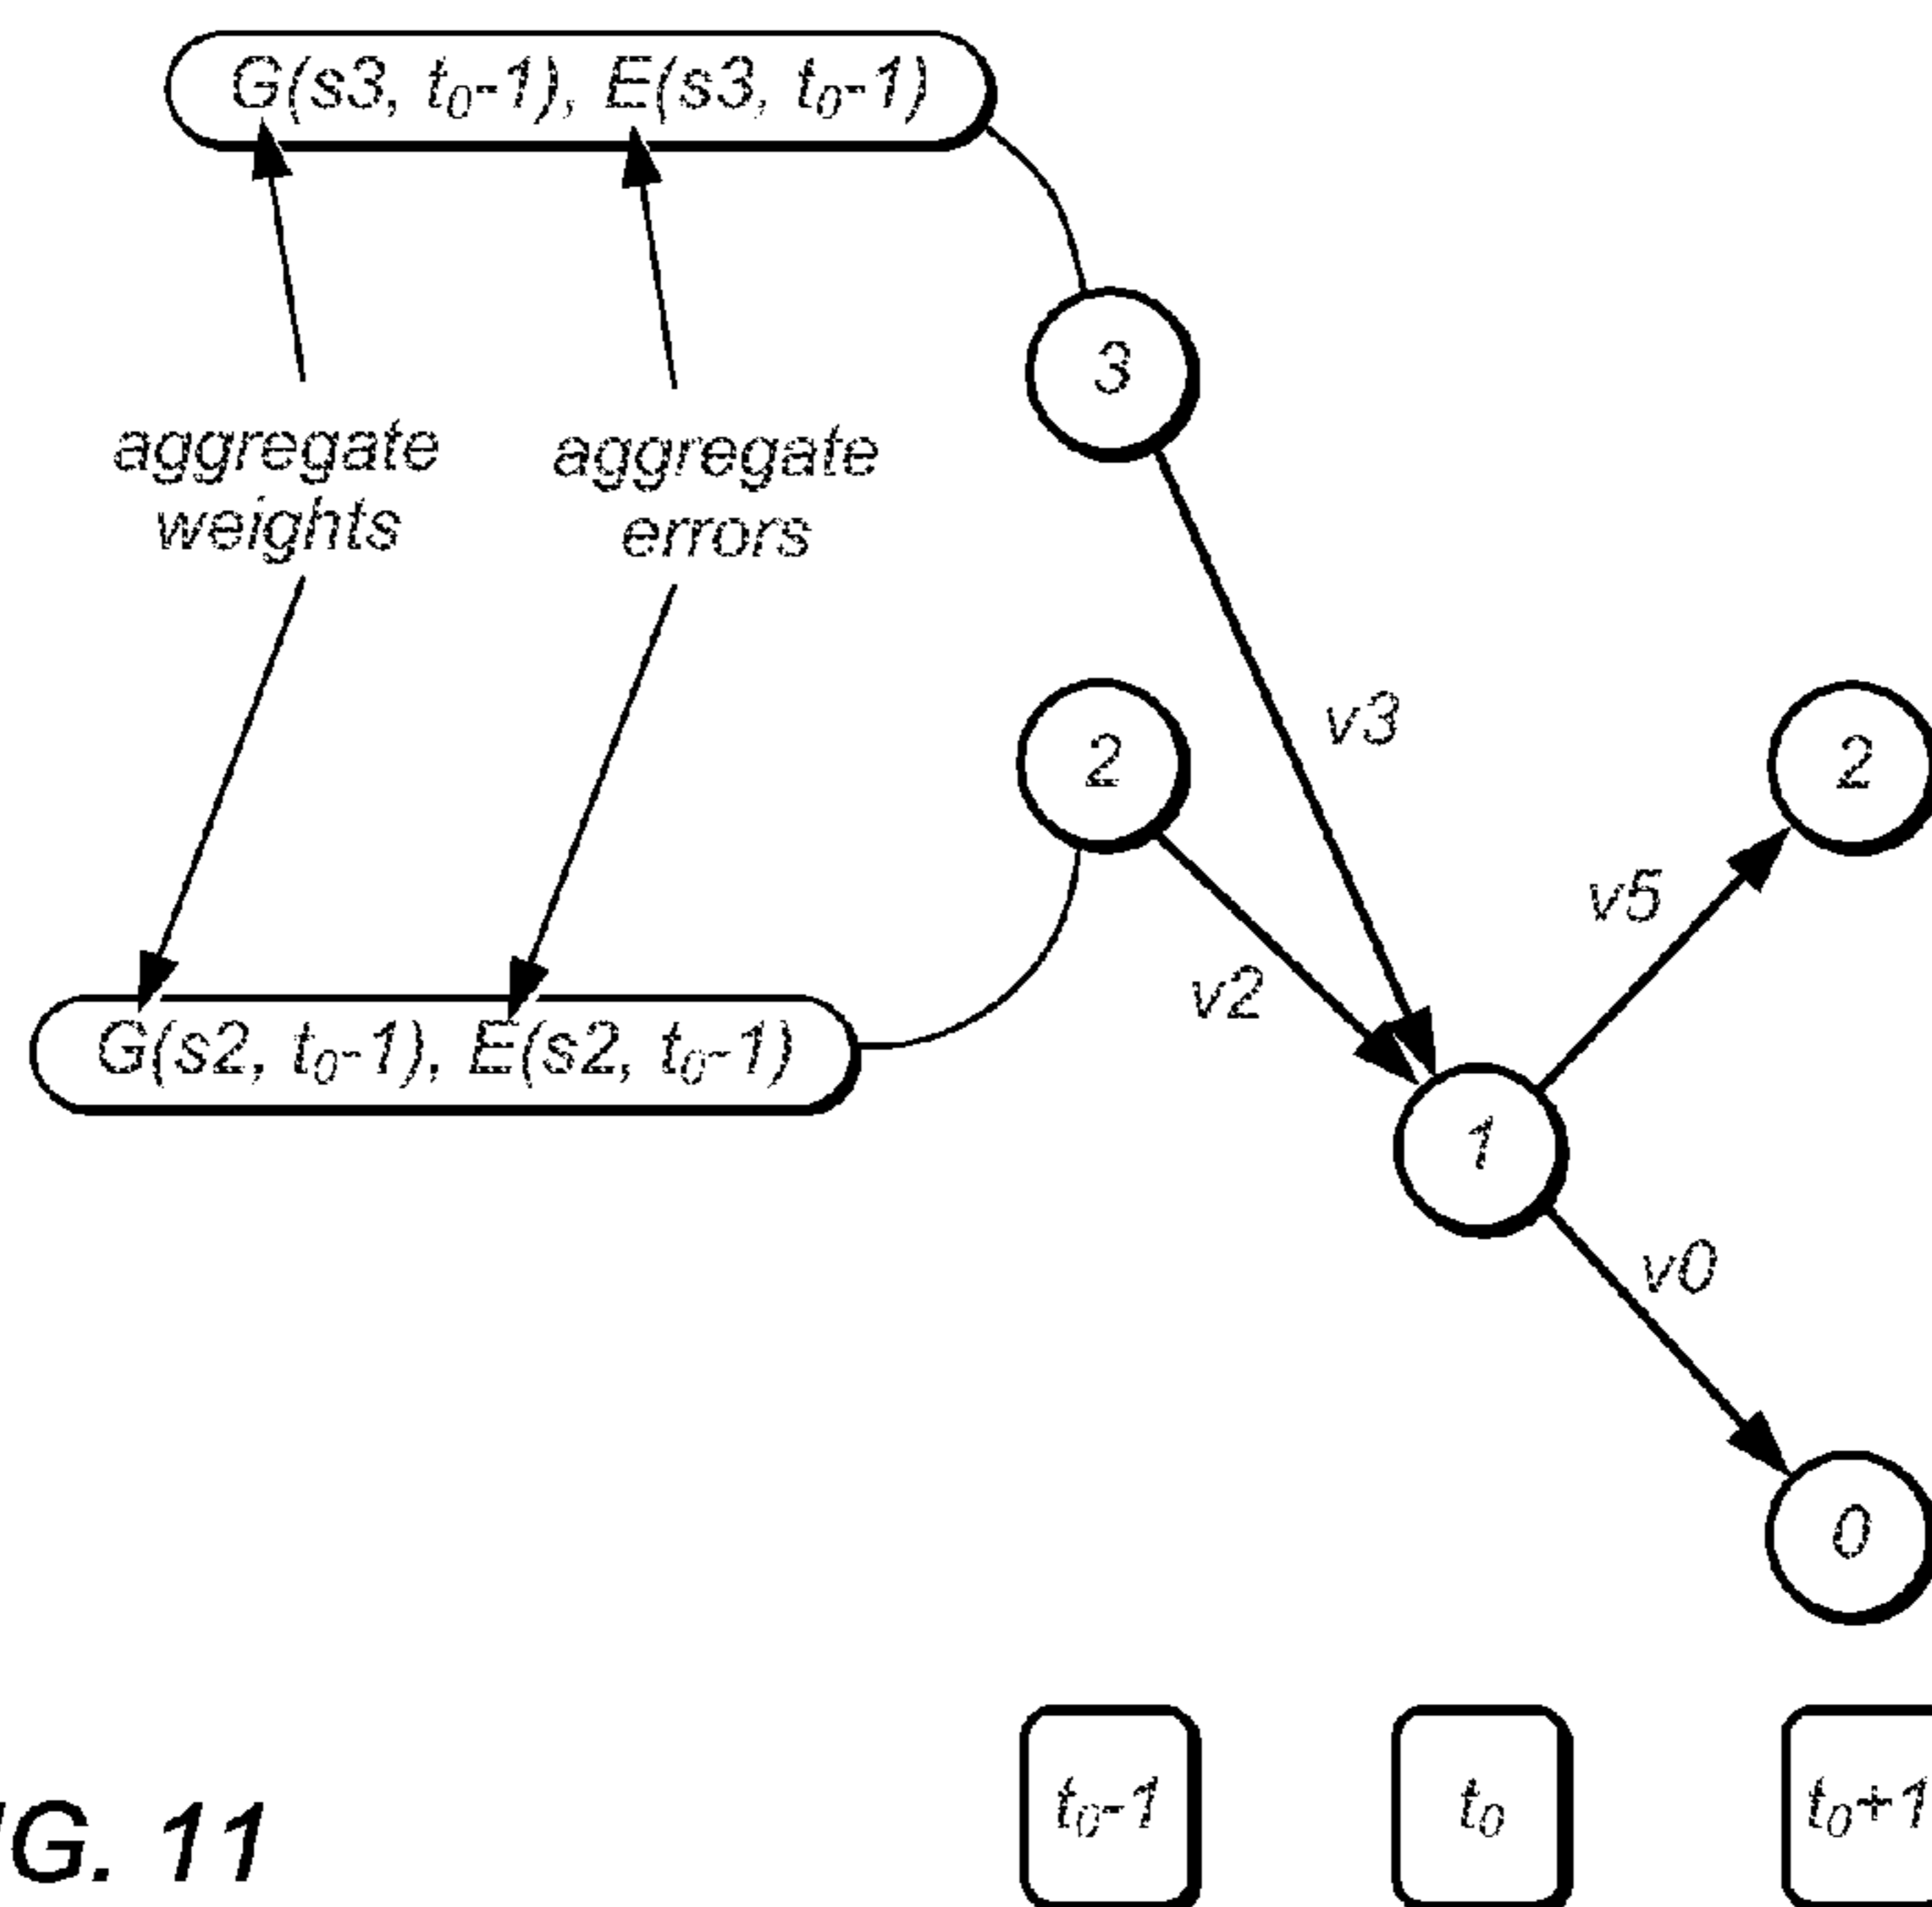 G(s3, t₀-1), E(s3, t₀-1)
3
aggregate
weights
aggregate
errors
v3
2
2
v5
v2
G(s2, t₀-1), E(s2, t₀-1)
1
v0
0
t₀-1
t₀
t₀+1
G. 11